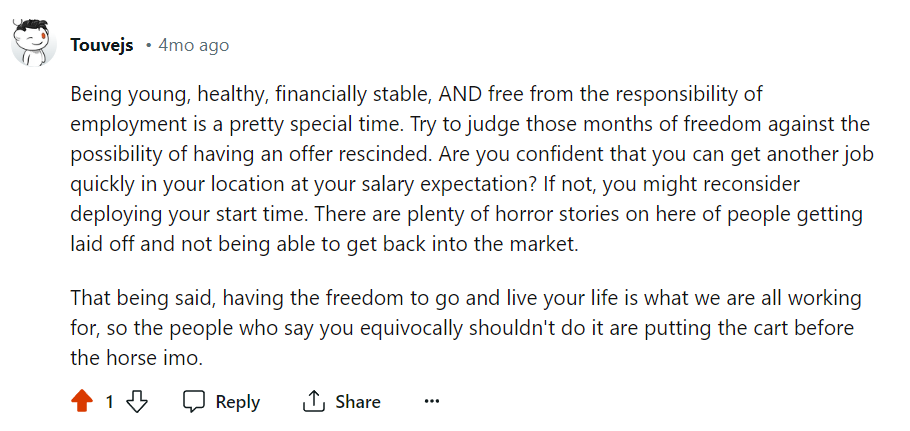 Touvejs • 4mo ago
Being young, healthy, financially stable, AND free from the responsibility of
employment is a pretty special time. Try to judge those months of freedom against the
possibility of having an offer rescinded. Are you confident that you can get another job
quickly in your location at your salary expectation? If not, you might reconsider
deploying your start time. There are plenty of horror stories on here of people getting
laid off and not being able to get back into the market.
That being said, having the freedom to go and live your life is what we are all working
for, so the people who say you equivocally shouldn't do it are putting the cart before
the horse imo.
1 Reply Share ...